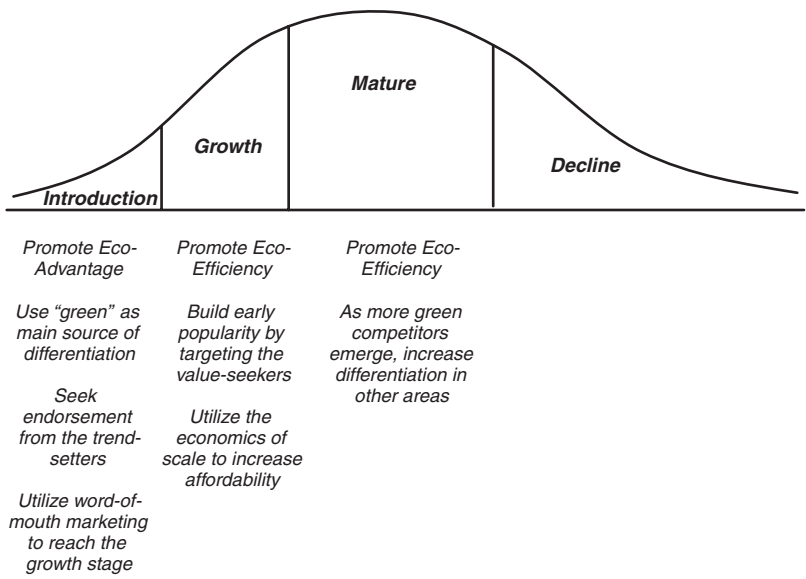 Mature
Growth
Decline
Introduction
Promote Eco-
Advantage
Use “green” as
main source of
differentiation
Seek
endorsement
from the trend-
setters
Utilize word-of-
mouth marketing
to reach the
growth stage
Promote Eco-
Efficiency
Build early
popularity by
targeting the
value-seekers
Utilize the
economics of
scale to increase
affordability
Promote Eco-
Efficiency
As more green
competitors
emerge, increase
differentiation in
other areas